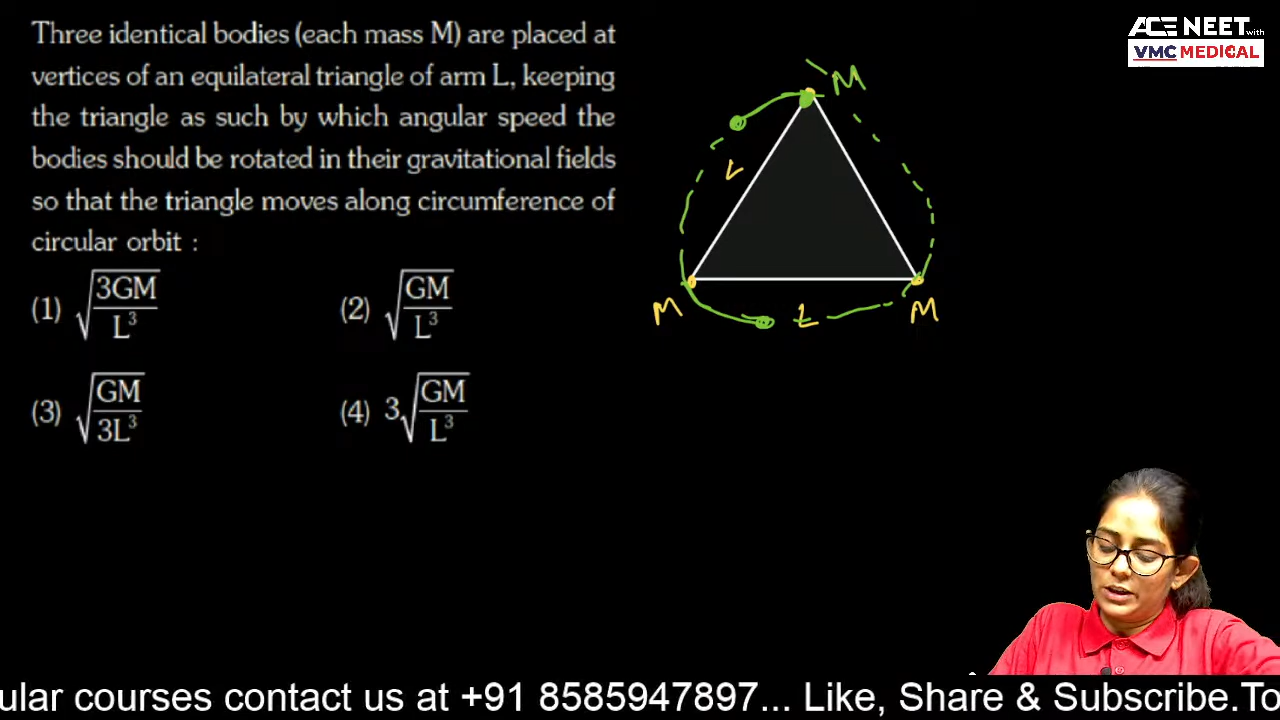 Three identical bodies (each mass M) are placed at
vertices of an equilateral triangle of arm L, keeping
the triangle as such by which angular speed the
bodies should be rotated in their gravitational fields
so that the triangle moves along circumference of
circular orbit :
(1) √(3GM/L³) (2) √(GM/L³)
(3) √(GM/3L³) (4) 3√(GM/L³)
M
L
M L M
ACE NEET with
VMC MEDICAL
ular courses contact us at +91 8585947897... Like, Share & Subscribe.To